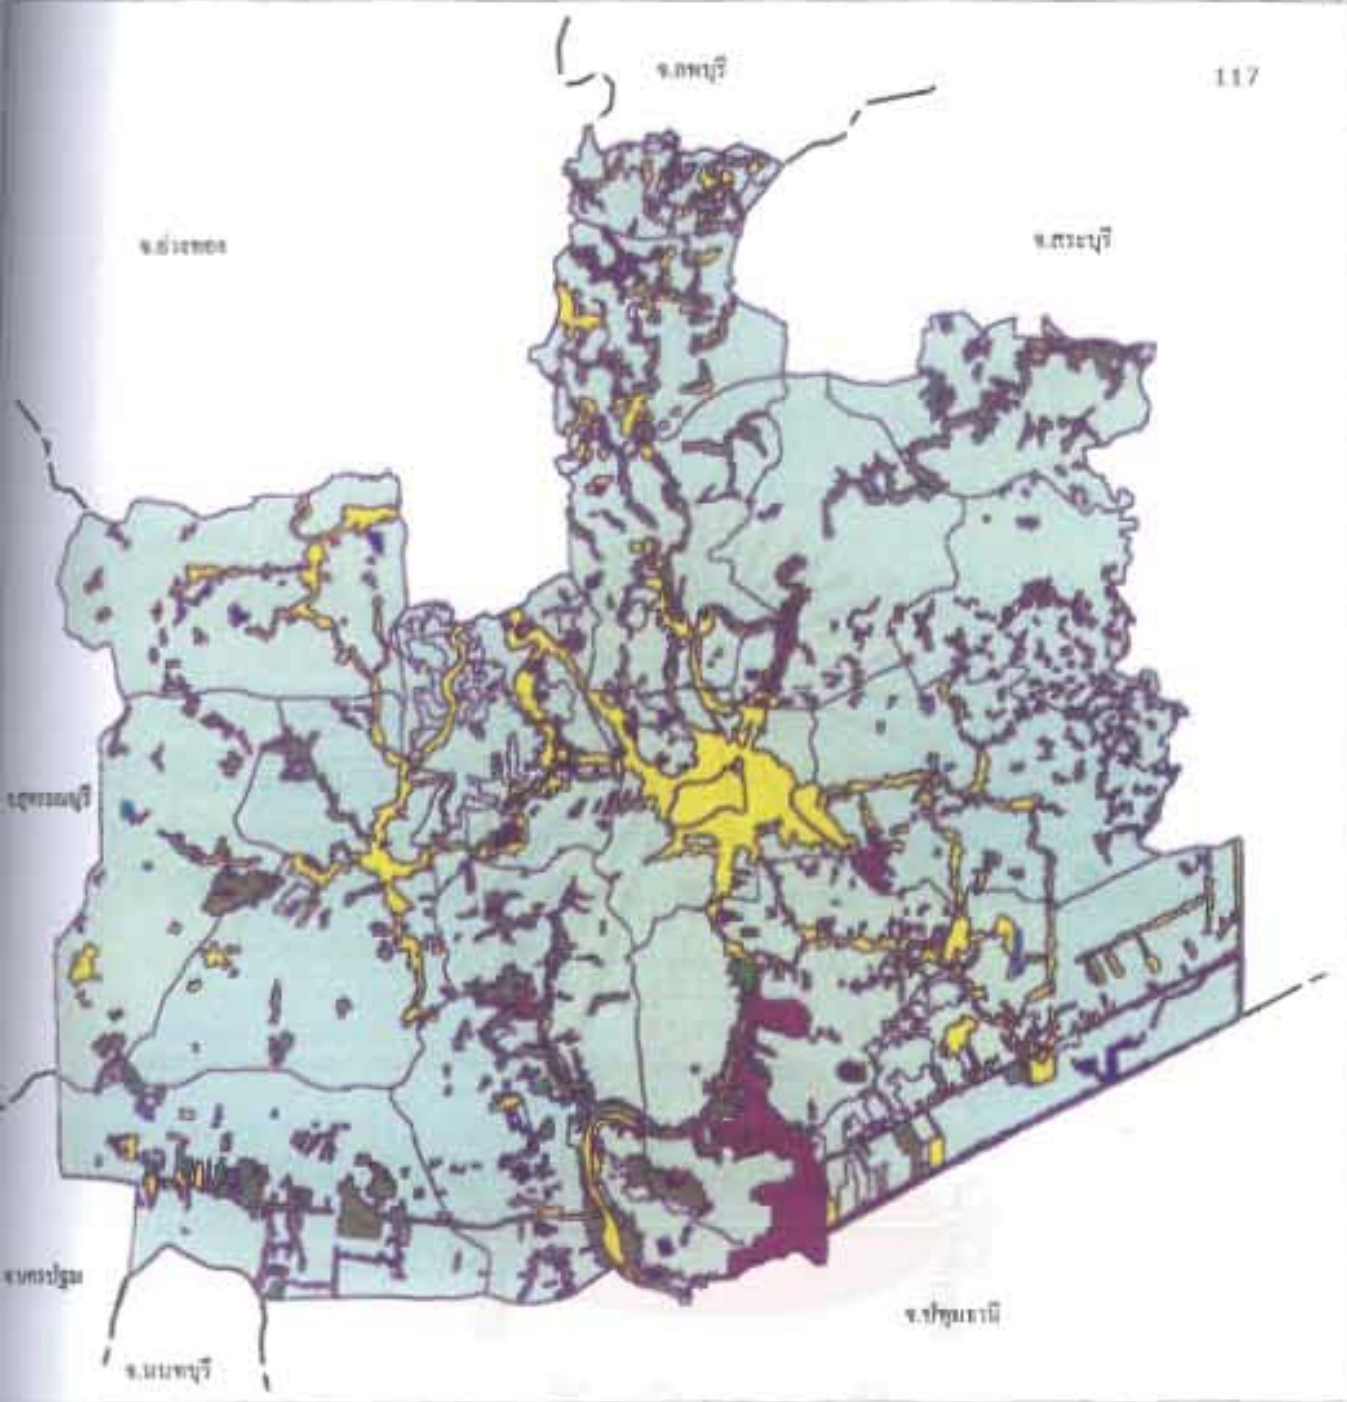 จ.ลพบุรี
117
จ.อ่างทอง
จ.สระบุรี
จ.สุพรรณบุรี
จ.นครปฐม
จ.ปทุมธานี
จ.นนทบุรี